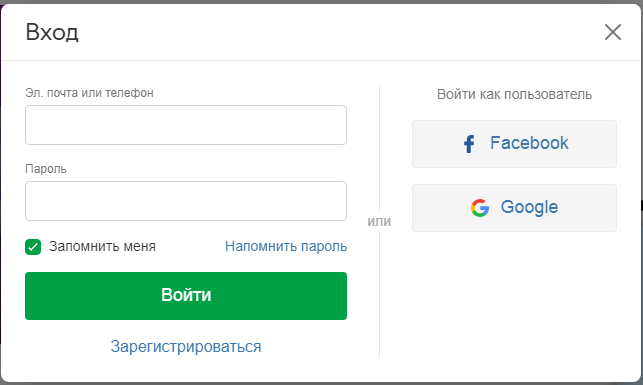 Вход
Эл. почта или телефон
Пароль
Запомнить меня
Напомнить пароль
Войти
Зарегистрироваться
или
Войти как пользователь
Facebook
Google